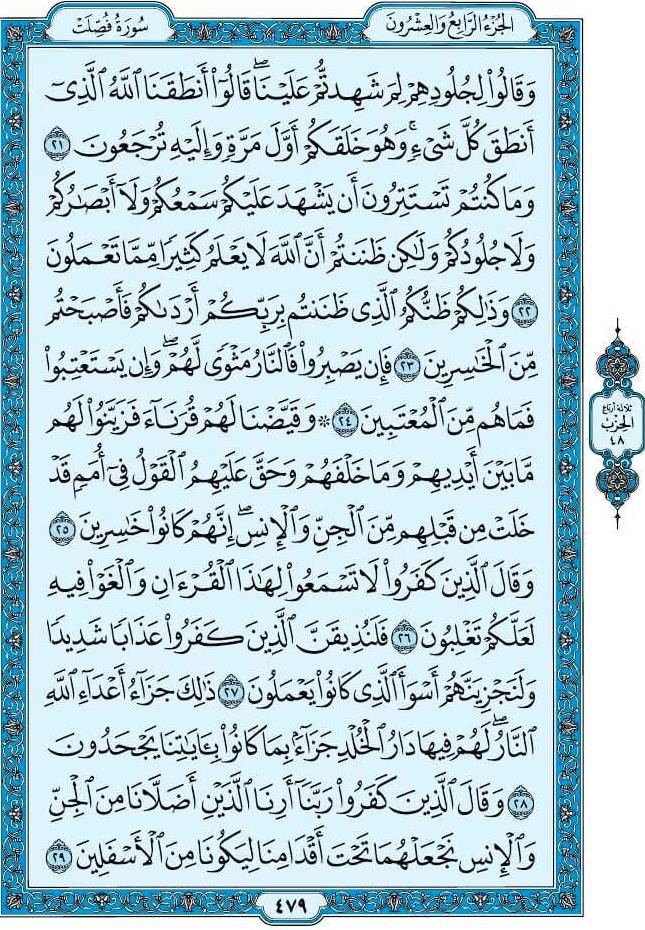 الجُزْءُ الرَّابِعُ وَالعِشْرُونَ
سُورَةُ فُصِّلَتْ
وَقَالُواْ لِجُلُودِهِمۡ لِمَ شَهِدتُّمۡ عَلَيۡنَاۖ قَالُوٓاْ أَنطَقَنَا ٱللَّهُ ٱلَّذِيٓ
أَنطَقَ كُلَّ شَيۡءٖۚ وَهُوَ خَلَقَكُمۡ أَوَّلَ مَرَّةٖ وَإِلَيۡهِ تُرۡجَعُونَ ٢١
وَمَا كُنتُمۡ تَسۡتَتِرُونَ أَن يَشۡهَدَ عَلَيۡكُمۡ سَمۡعُكُمۡ وَلَآ أَبۡصَٰرُكُمۡ
وَلَا جُلُودُكُمۡ وَلَٰكِن ظَنَنتُمۡ أَنَّ ٱللَّهَ لَا يَعۡلَمُ كَثِيرٗا مِّمَّا تَعۡمَلُونَ
٢٢ وَذَٰلِكُمۡ ظَنُّكُمُ ٱلَّذِي ظَنَنتُم بِرَبِّكُمۡ أَرۡدَىٰكُمۡ فَأَصۡبَحۡتُم
مِّنَ ٱلۡخَٰسِرِينَ ٢٣ فَإِن يَصۡبِرُواْ فَٱلنَّارُ مَثۡوٗى لَّهُمۡۖ وَإِن يَسۡتَعۡتِبُواْ
فَمَا هُم مِّنَ ٱلۡمُعۡتَبِينَ ٢٤ ۞ وَقَيَّضۡنَا لَهُمۡ قُرَنَآءَ فَزَيَّنُواْ لَهُم
مَّا بَيۡنَ أَيۡدِيهِمۡ وَمَا خَلۡفَهُمۡ وَحَقَّ عَلَيۡهِمُ ٱلۡقَوۡلُ فِيٓ أُمَمٖ قَدۡ
خَلَتۡ مِن قَبۡلِهِم مِّنَ ٱلۡجِنِّ وَٱلۡإِنسِۖ إِنَّهُمۡ كَانُواْ خَٰسِرِينَ ٢٥
وَقَالَ ٱلَّذِينَ كَفَرُواْ لَا تَسۡمَعُواْ لِهَٰذَا ٱلۡقُرۡءَانِ وَٱلۡغَوۡاْ فِيهِ
لَعَلَّكُمۡ تَغۡلِبُونَ ٢٦ فَلَنُذِيقَنَّ ٱلَّذِينَ كَفَرُواْ عَذَابٗا شَدِيدٗا
وَلَنَجۡزِيَنَّهُمۡ أَسۡوَأَ ٱلَّذِي كَانُواْ يَعۡمَلُونَ ٢٧ ذَٰلِكَ جَزَآءُ أَعۡدَآءِ ٱللَّهِ
ٱلنَّارُۖ لَهُمۡ فِيهَا دَارُ ٱلۡخُلۡدِ جَزَآءَۢ بِمَا كَانُواْ بِـَٔايَٰتِنَا يَجۡحَدُونَ
٢٨ وَقَالَ ٱلَّذِينَ كَفَرُواْ رَبَّنَآ أَرِنَا ٱلَّذَيۡنِ أَضَلَّانَا مِنَ ٱلۡجِنِّ
وَٱلۡإِنسِ نَجۡعَلۡهُمَا تَحۡتَ أَقۡدَامِنَا لِيَكُونَا مِنَ ٱلۡأَسۡفَلِينَ ٢٩
ثلاثة أرباع
الحزب
٤٨
٤٧٩